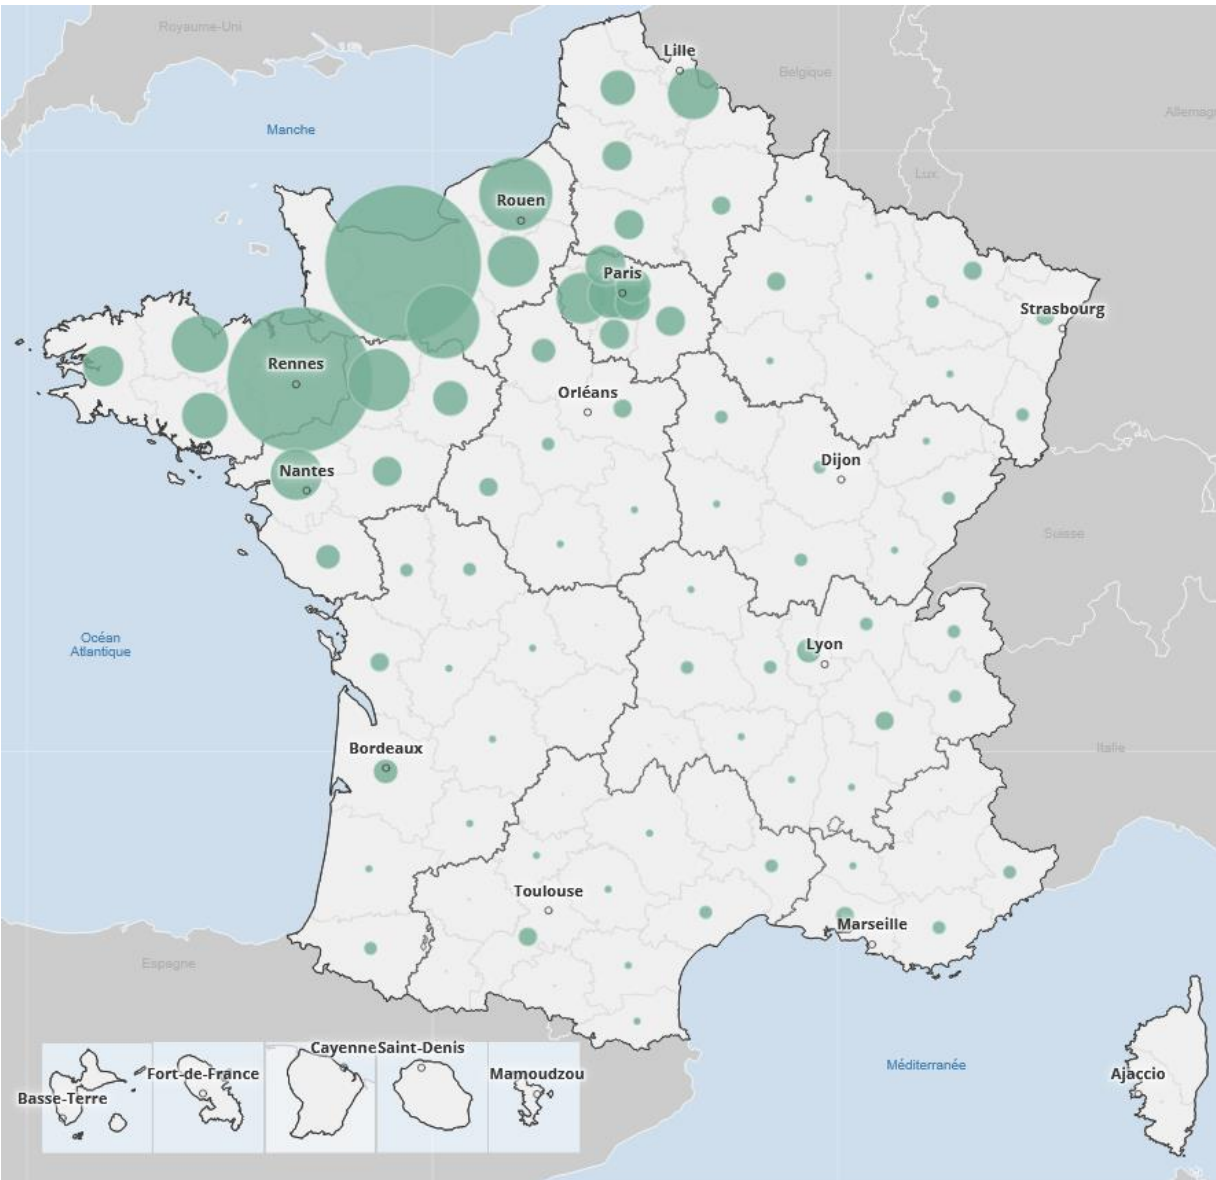 Royaume-Uni
Lille
Belgique
Allemagn
Manche
Lux.
Rouen
Paris
Strasbourg
Rennes
Orléans
Dijon
Nantes
Suisse
Océan
Atlantique
Lyon
Bordeaux
Italie
Toulouse
Marseille
Espagne
Cayenne
Saint-Denis
Méditerranée
Fort-de-France
Mamoudzou
Ajaccio
Basse-Terre